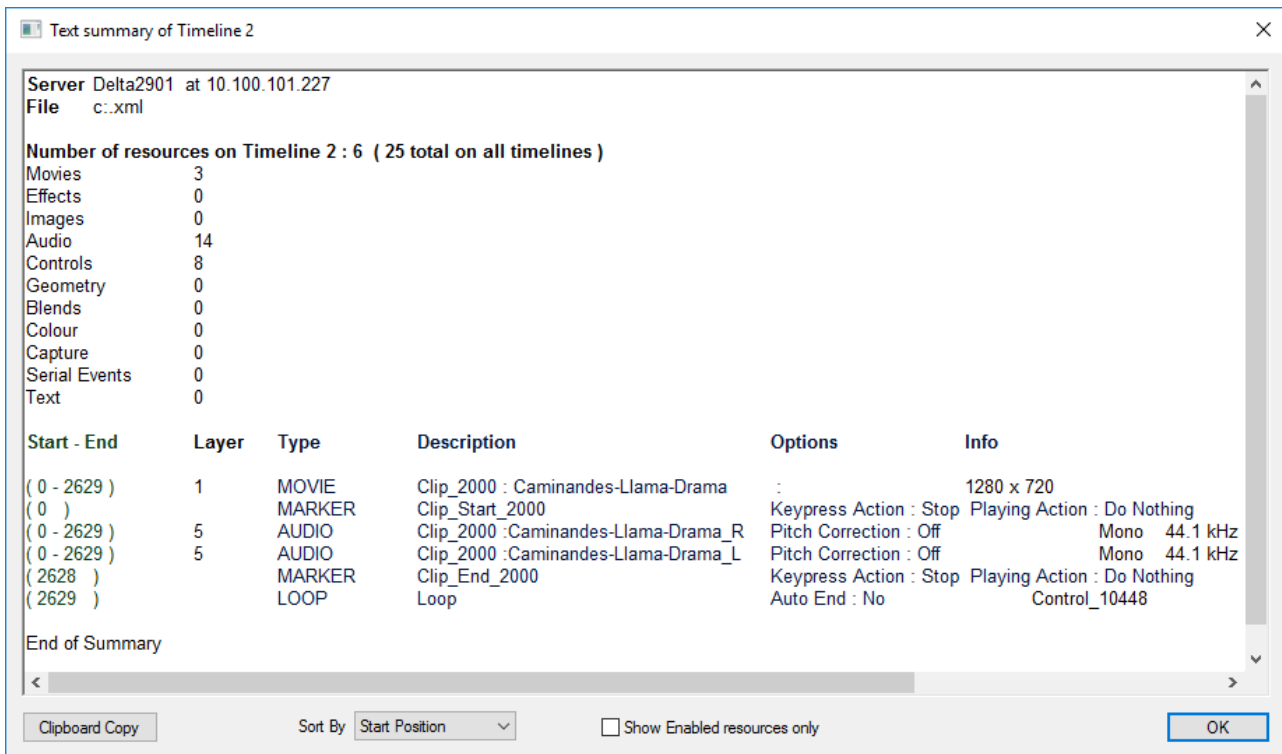 Text summary of Timeline 2
Server Delta2901 at 10.100.101.227
File c:.xml
Number of resources on Timeline 2 : 6 ( 25 total on all timelines )
Movies 3
Effects 0
Images 0
Audio 14
Controls 8
Geometry 0
Blends 0
Colour 0
Capture 0
Serial Events 0
Text 0
Start - End Layer Type Description Options Info
( 0 - 2629 ) 1 MOVIE Clip_2000 : Caminandes-Llama-Drama : 1280 x 720
( 0 ) MARKER Clip_Start_2000 Keypress Action : Stop Playing Action : Do Nothing
( 0 - 2629 ) 5 AUDIO Clip_2000 :Caminandes-Llama-Drama_R Pitch Correction : Off Mono 44.1 kHz
( 0 - 2629 ) 5 AUDIO Clip_2000 :Caminandes-Llama-Drama_L Pitch Correction : Off Mono 44.1 kHz
( 2628 ) MARKER Clip_End_2000 Keypress Action : Stop Playing Action : Do Nothing
( 2629 ) LOOP Loop Auto End : No Control_10448
End of Summary
Clipboard Copy Sort By Start Position Show Enabled resources only OK